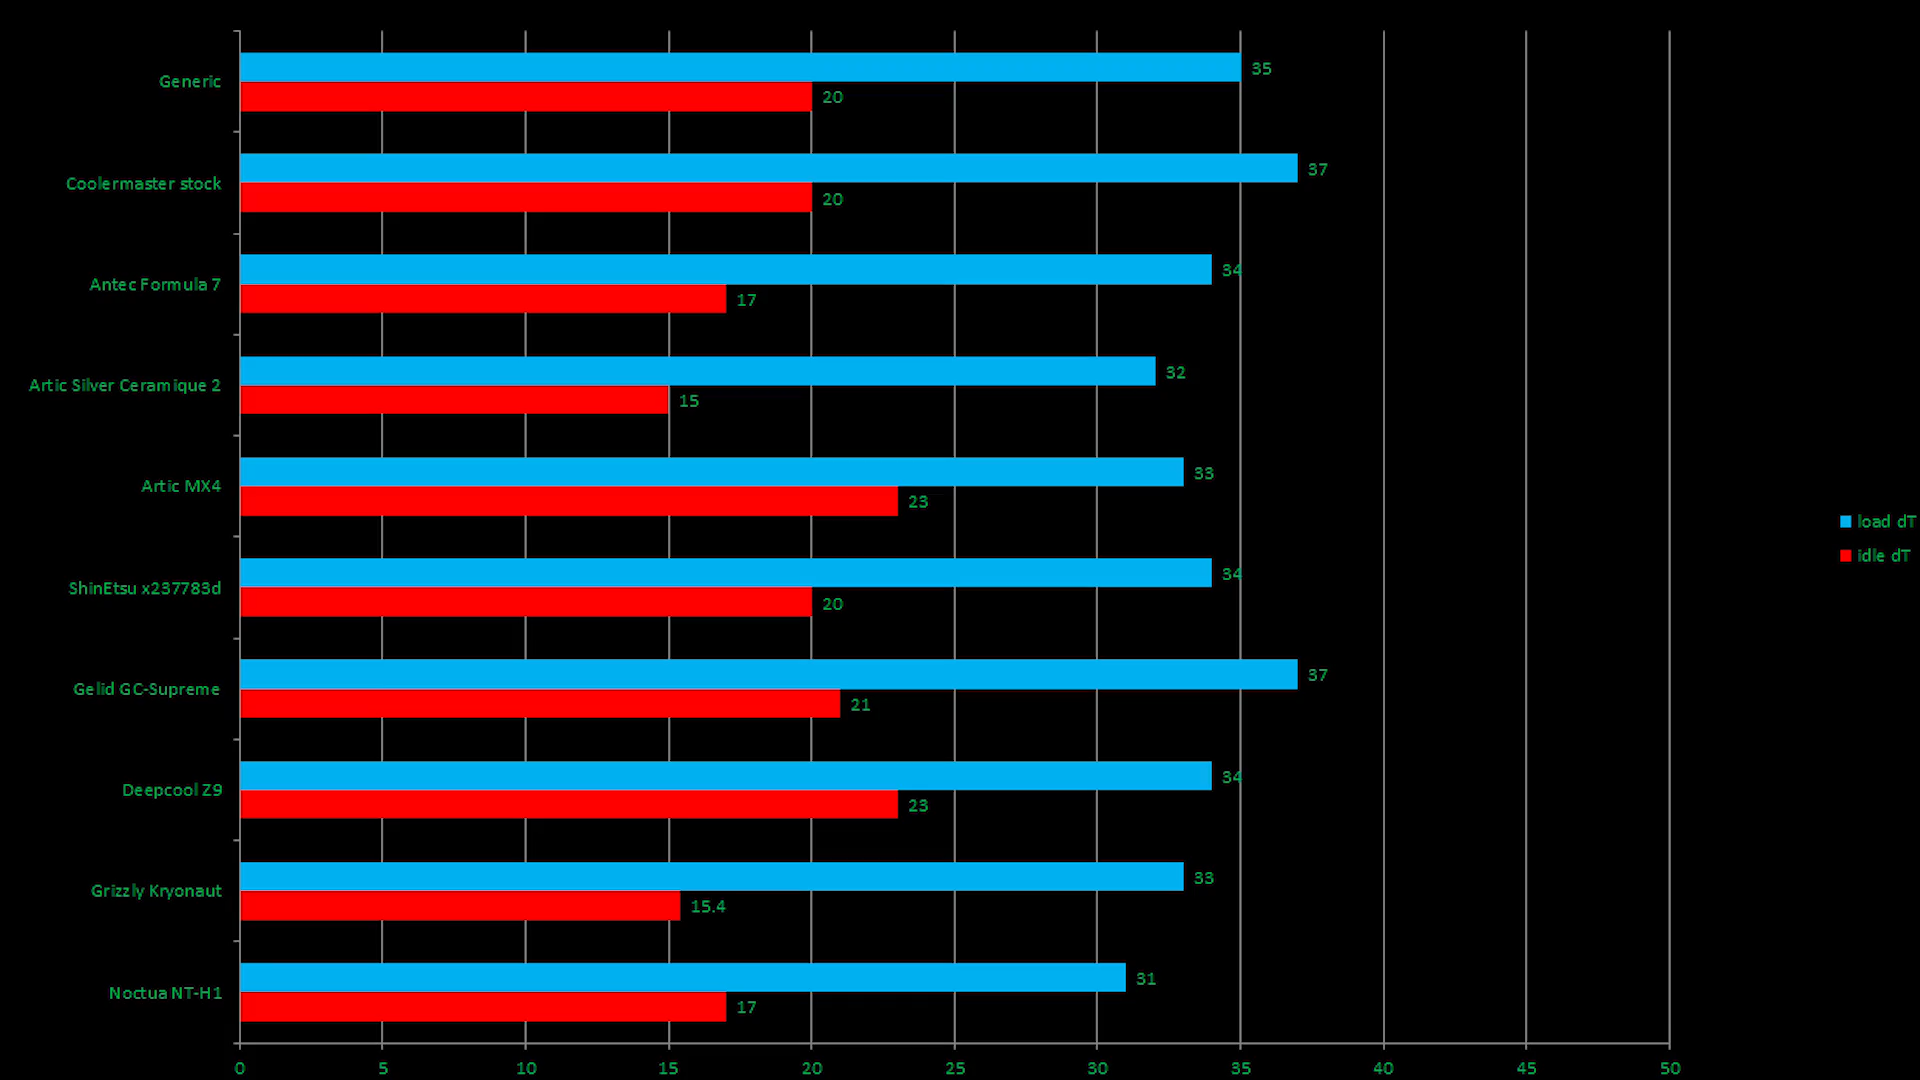 Generic
35
20
Coolermaster stock
37
20
Antec Formula 7
34
17
Artic Silver Ceramique 2
32
15
Artic MX4
33
23
ShinEtsu x237783d
34
20
Gelid GC-Supreme
37
21
Deepcool Z9
34
23
Grizzly Kryonaut
33
15.4
Noctua NT-H1
31
17
load dT
idle dT
0 5 10 15 20 25 30 35 40 45 50